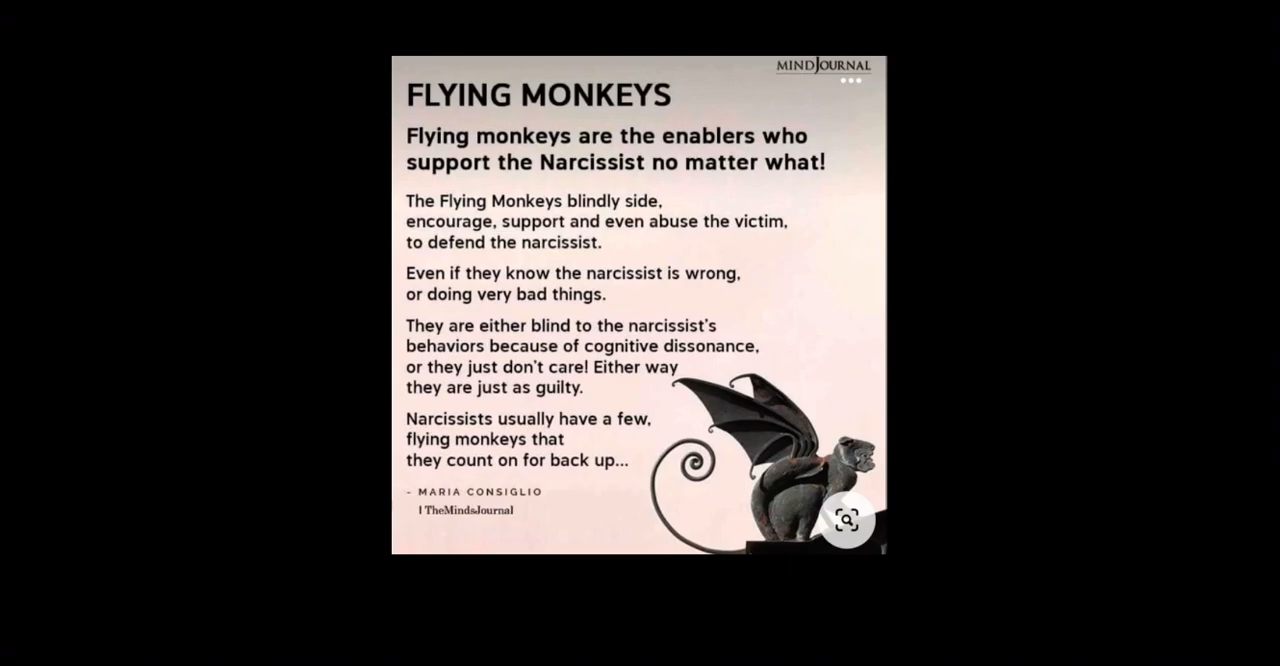 MINDJOURNAL
FLYING MONKEYS
Flying monkeys are the enablers who
support the Narcissist no matter what!
The Flying Monkeys blindly side,
encourage, support and even abuse the victim,
to defend the narcissist.
Even if they know the narcissist is wrong,
or doing very bad things.
They are either blind to the narcissist's
behaviors because of cognitive dissonance,
or they just don't care! Either way
they are just as guilty.
Narcissists usually have a few,
flying monkeys that
they count on for back up...
- MARIA CONSIGLIO
| TheMindsJournal